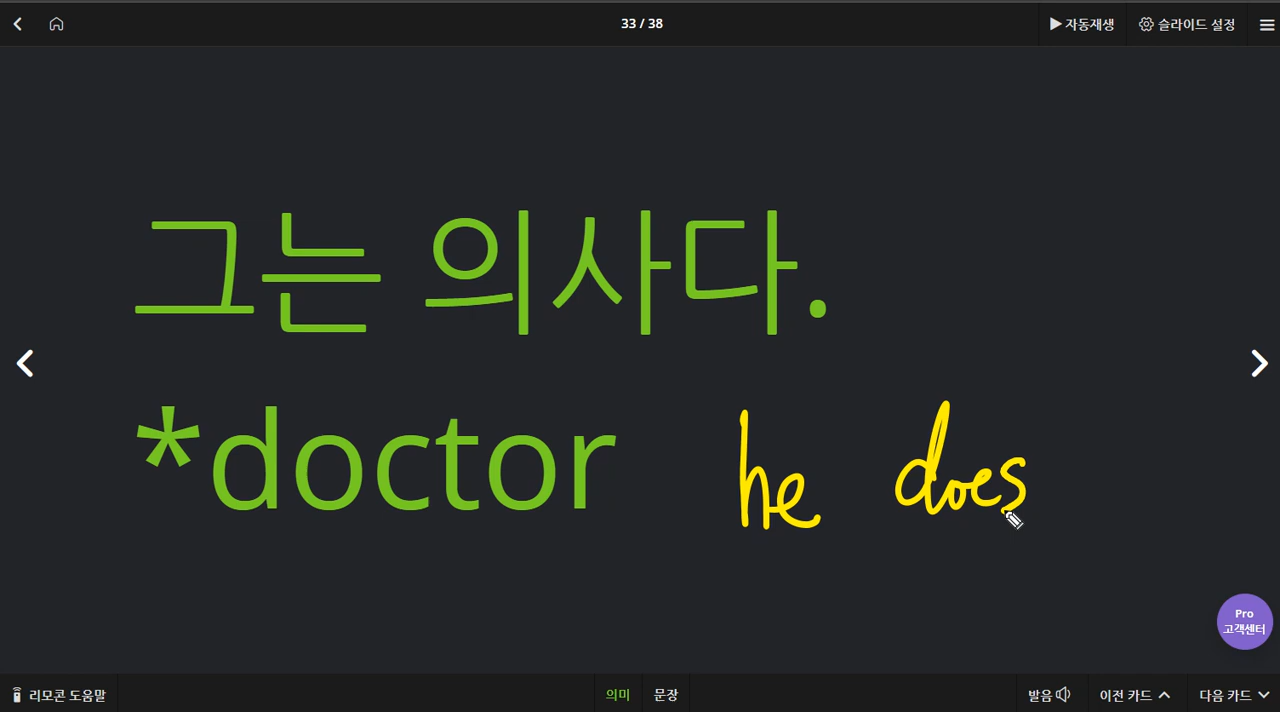 33 / 38
자동재생
슬라이드 설정
그는 의사다.
*doctor
he does
Pro
고객센터
리모콘 도움말
의미
문장
발음
이전 카드
다음 카드